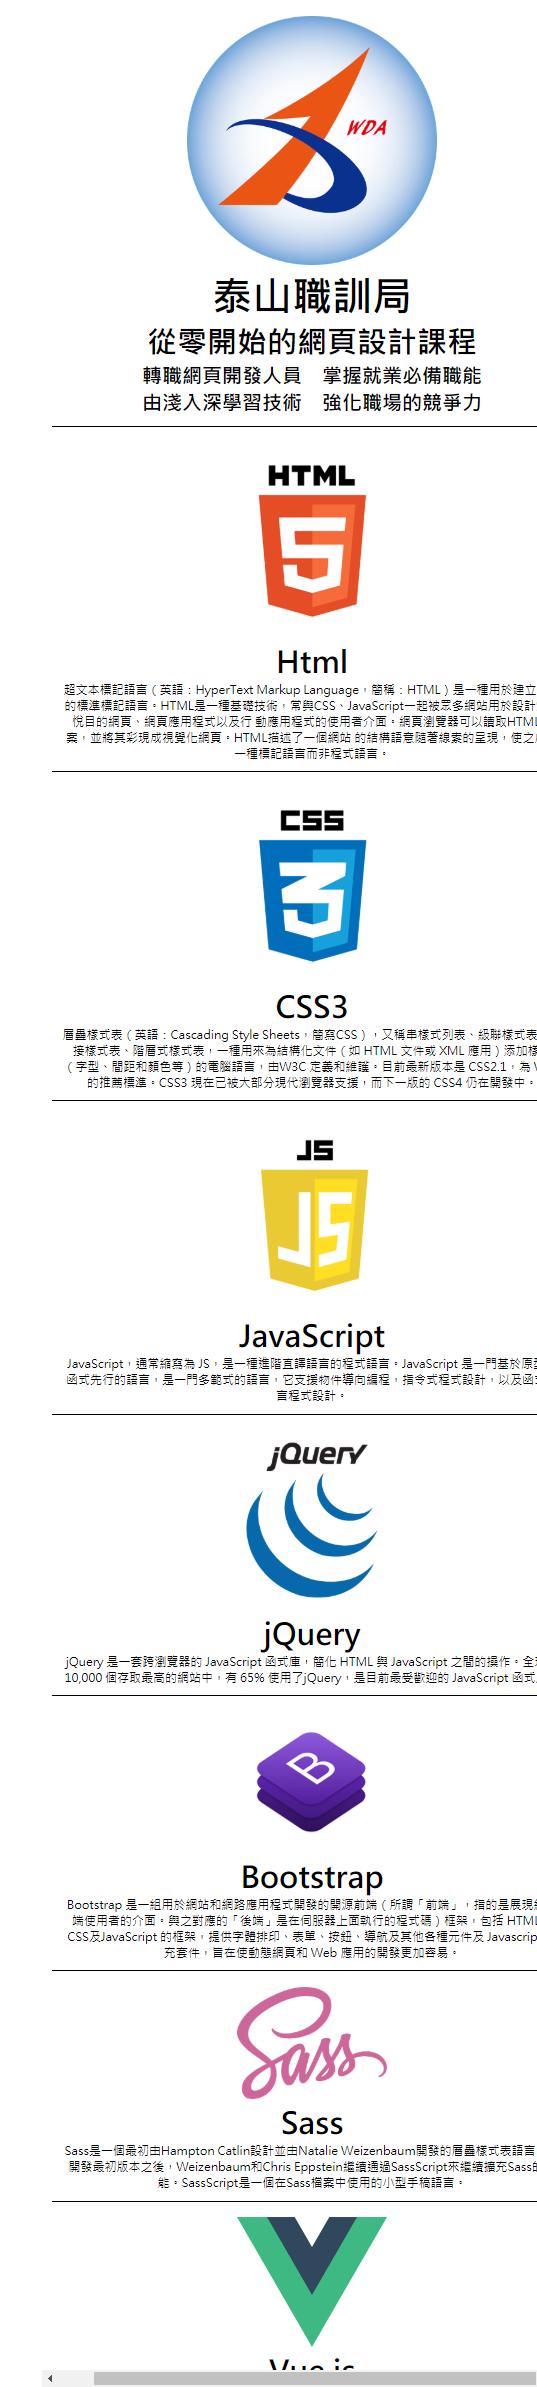 WDA
泰山職訓局
從零開始的網頁設計課程
轉職網頁開發人員　掌握就業必備職能
由淺入深學習技術　強化職場的競爭力
HTML
5
Html
超文本標記語言（英語：HyperText Markup Language，簡稱：HTML）是一種用於建立
的標準標記語言。HTML是一種基礎技術，常與CSS、JavaScript一起被眾多網站用於設計
悅目的網頁、網頁應用程式以及行 動應用程式的使用者介面。網頁瀏覽器可以讀取HTML
案，並將其彩現成視覺化網頁。HTML描述了一個網站 的結構語意隨著線索的呈現，使之
一種標記語言而非程式語言。
CSS
3
CSS3
層疊樣式表（英語：Cascading Style Sheets，簡寫CSS），又稱串樣式列表、級聯樣式表
接樣式表、階層式樣式表，一種用來為結構化文件（如 HTML 文件或 XML 應用）添加
（字型、間距和顏色等）的電腦語言，由W3C 定義和維護。目前最新版本是 CSS2.1，為
的推薦標準。CSS3 現在已被大部分現代瀏覽器支援，而下一版的 CSS4 仍在開發中。
JS
JS
JavaScript
JavaScript，通常縮寫為 JS，是一種進階直譯語言的程式語言。JavaScript 是一門基於原
函式先行的語言，是一門多範式的語言，它支援物件導向編程，指令式程式設計，以及函
言程式設計。
jQuery
jQuery
jQuery 是一套跨瀏覽器的 JavaScript 函式庫，簡化 HTML 與 JavaScript 之間的操作。全
10,000 個存取最高的網站中，有 65% 使用了jQuery，是目前最受歡迎的 JavaScript 函式
B
Bootstrap
Bootstrap 是一組用於網站和網路應用程式開發的開源前端（所謂「前端」，指的是展現
端使用者的介面。與之對應的「後端」是在伺服器上面執行的程式碼）框架，包括 HTML
CSS及JavaScript 的框架，提供字體排印、表單、按鈕、導航及其他各種元件及 Javascript
充套件，旨在使動態網頁和 Web 應用的開發更加容易。
Sass
Sass
Sass是一個最初由Hampton Catlin設計並由Natalie Weizenbaum開發的層疊樣式表語言
開發最初版本之後，Weizenbaum和Chris Eppstein繼續通過SassScript來繼續擴充Sass
能。SassScript是一個在Sass檔案中使用的小型手稿語言。
Vue.js